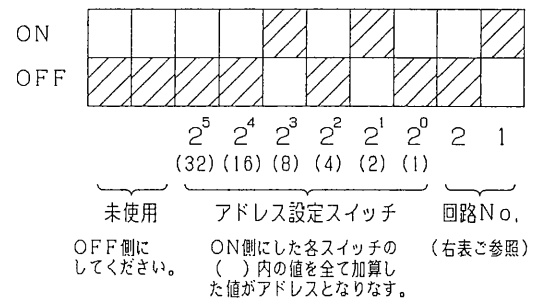 ON
OFF
2⁵ 2⁴ 2³ 2² 2¹ 2⁰ 2 1
(32) (16) (8) (4) (2) (1)
未使用 アドレス設定スイッチ 回路No.
OFF側に ON側にした各スイッチの (右表ご参照)
してください。 ( )内の値を全て加算し
た値がアドレスとなりなす。